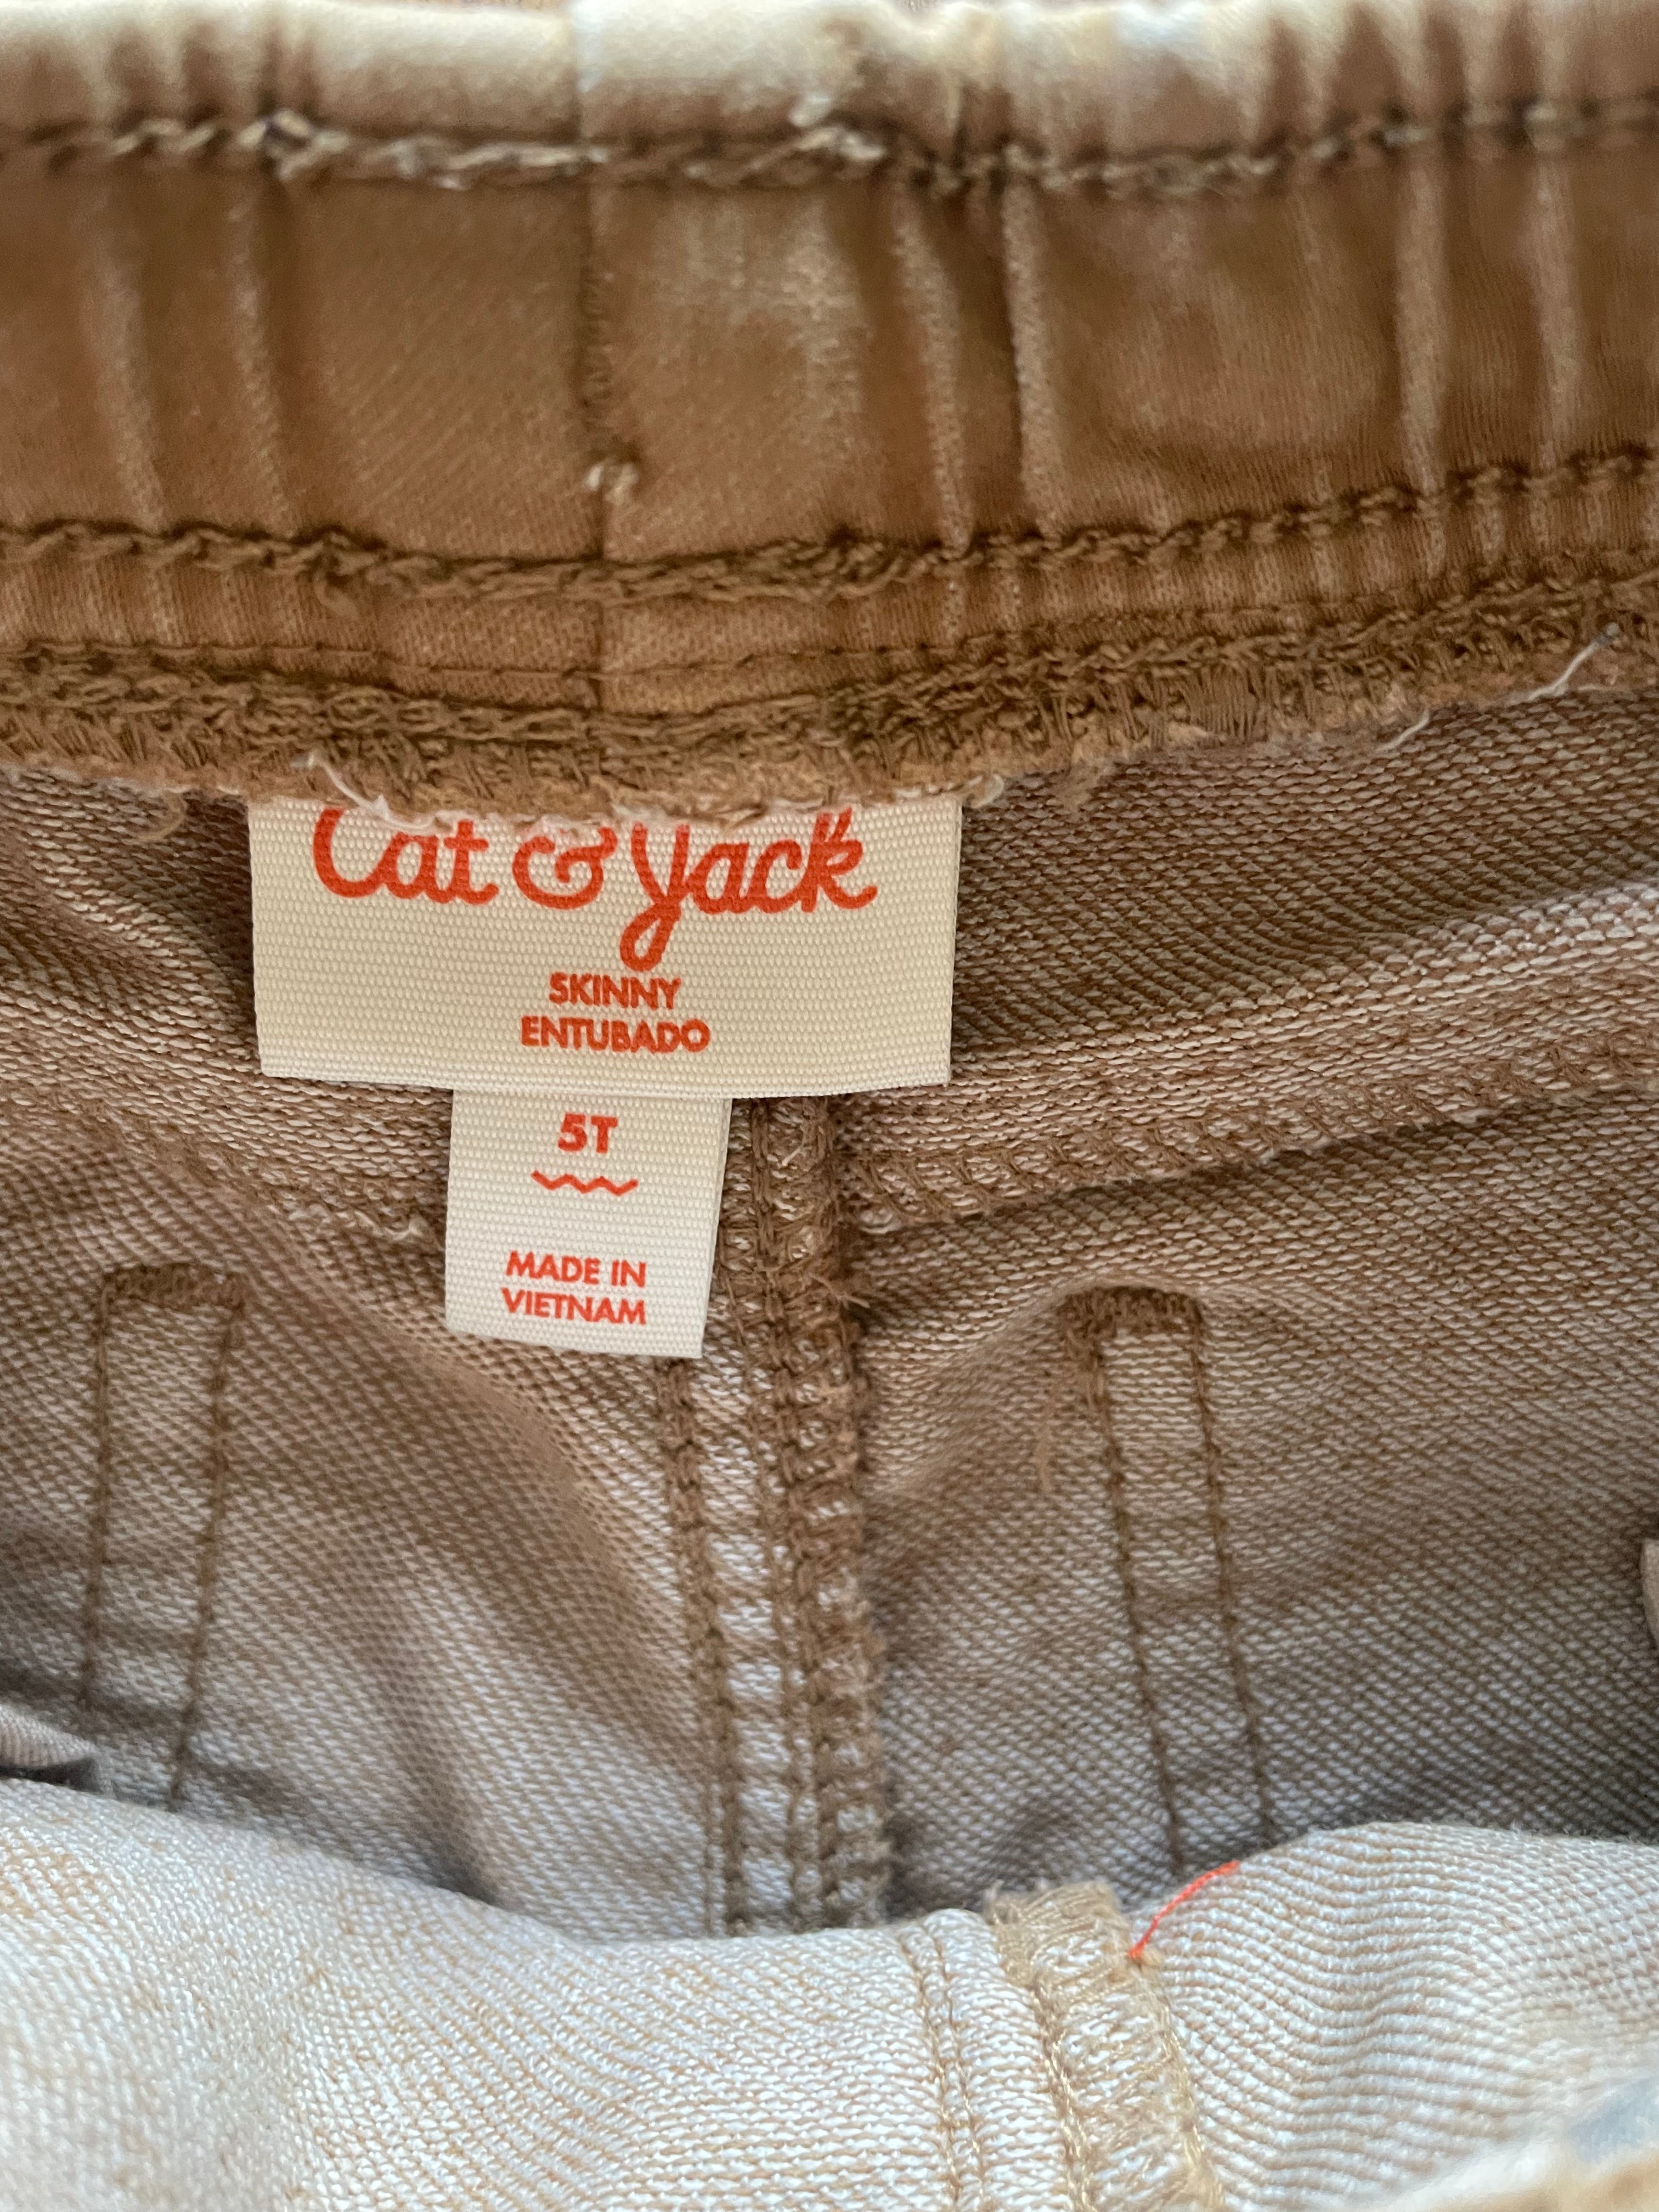 Cat & Jack
SKINNY
ENTUBADO
5T
MADE IN
VIETNAM